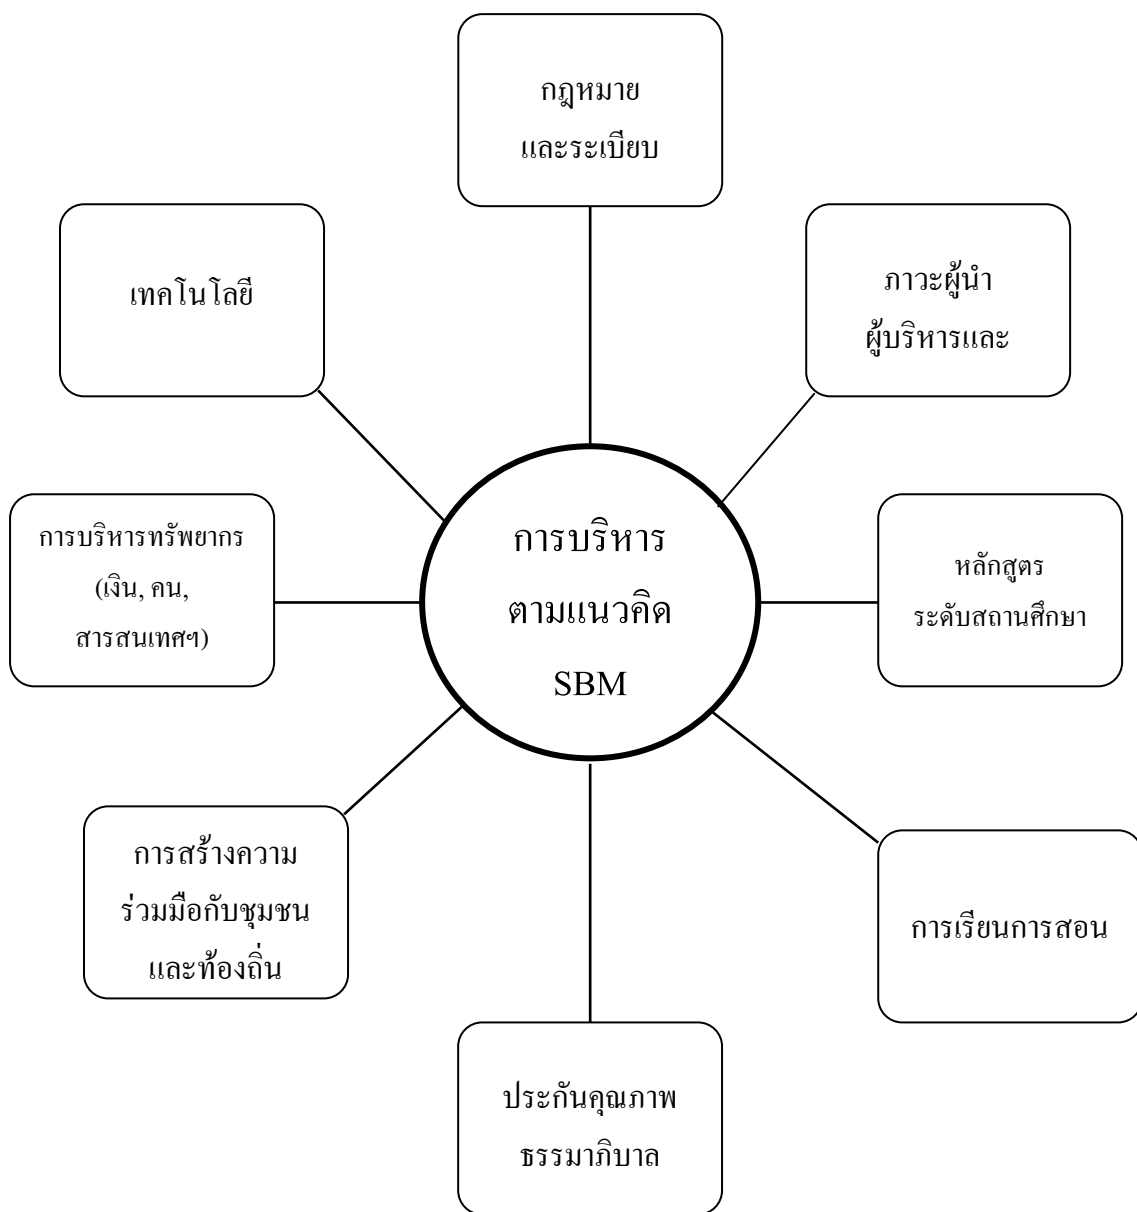 กฎหมาย
และระเบียบ
เทคโนโลยี
ภาวะผู้นำ
ผู้บริหารและ
การบริหารทรัพยากร
(เงิน, คน,
สารสนเทศฯ)
การบริหาร
ตามแนวคิด
SBM
หลักสูตร
ระดับสถานศึกษา
การสร้างความ
ร่วมมือกับชุมชน
และท้องถิ่น
การเรียนการสอน
ประกันคุณภาพ
ธรรมาภิบาล